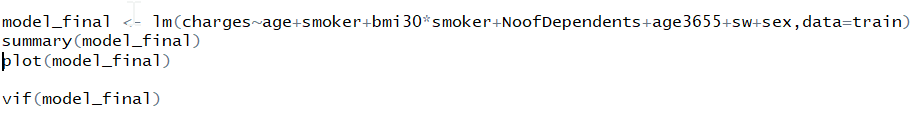 model_final <- lm(charges~age+smoker+bmi30*smoker+NoofDependents+age3655+sw+sex,data=train)
summary(model_final)
plot(model_final)
vif(model_final)